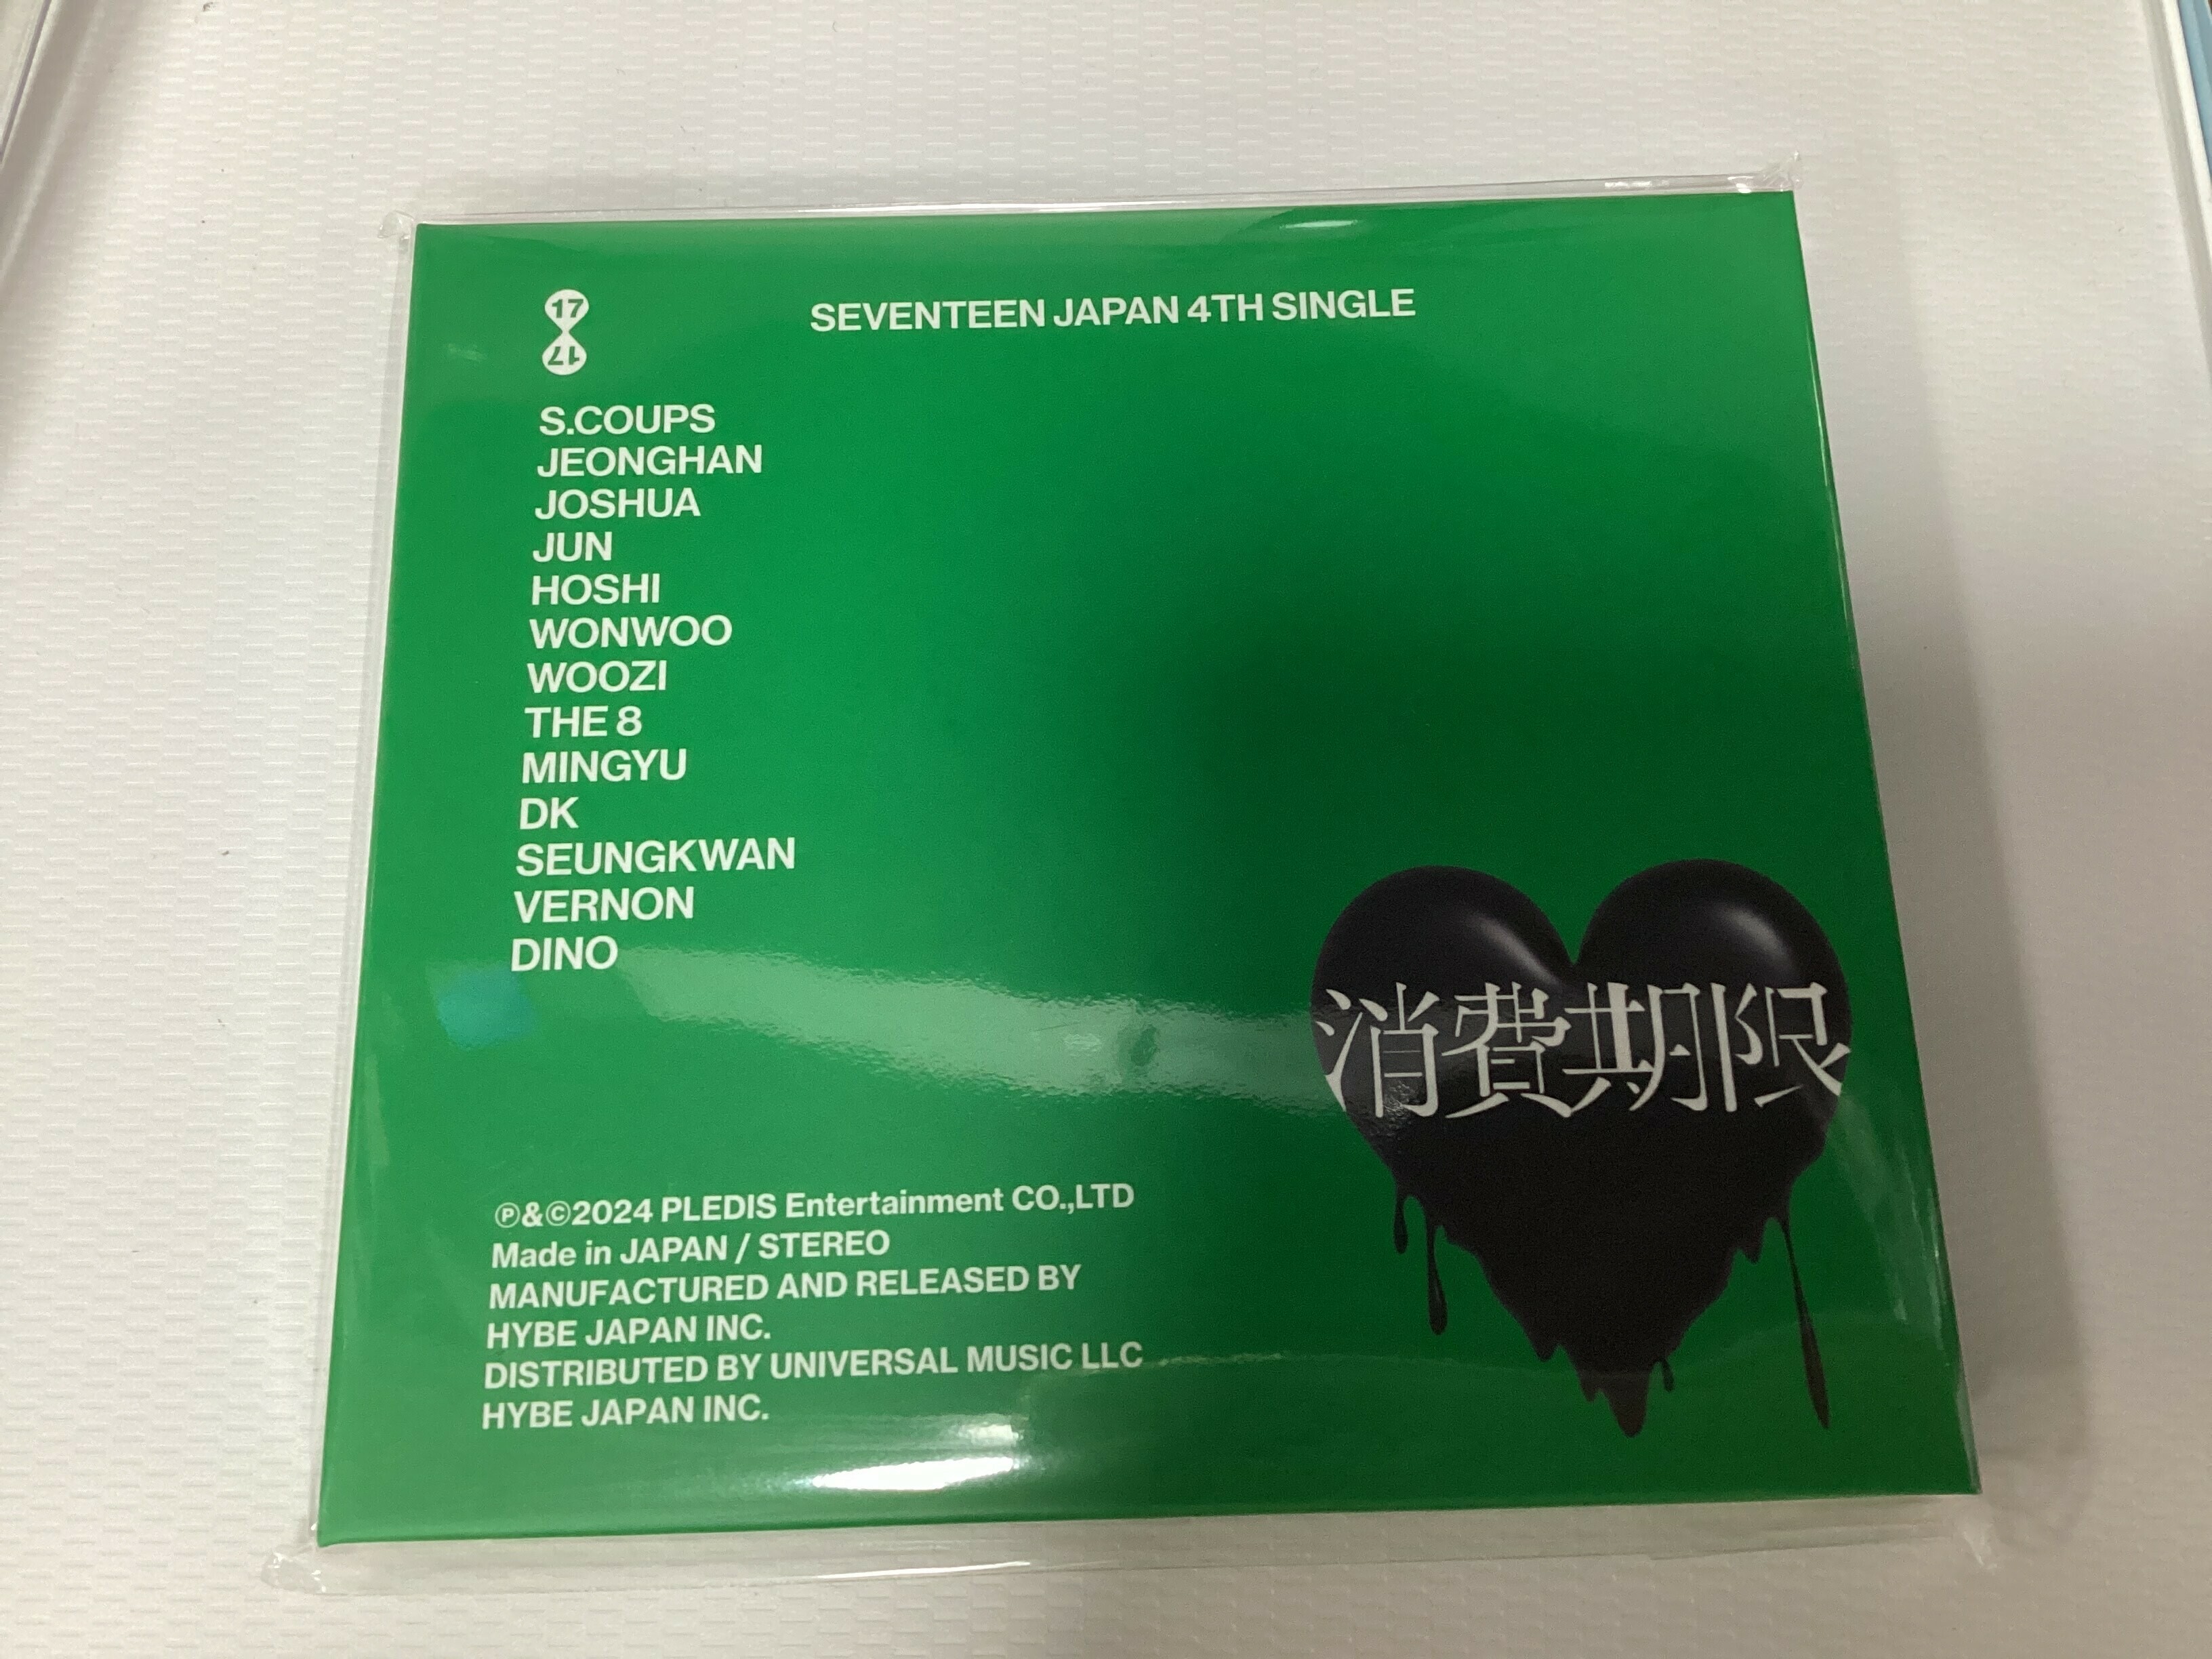 17
17
SEVENTEEN JAPAN 4TH SINGLE
S.COUPS
JEONGHAN
JOSHUA
JUN
HOSHI
WONWOO
WOOZI
THE 8
MINGYU
DK
SEUNGKWAN
VERNON
DINO
消費期限
℗&©2024 PLEDIS Entertainment CO.,LTD
Made in JAPAN / STEREO
MANUFACTURED AND RELEASED BY
HYBE JAPAN INC.
DISTRIBUTED BY UNIVERSAL MUSIC LLC
HYBE JAPAN INC.